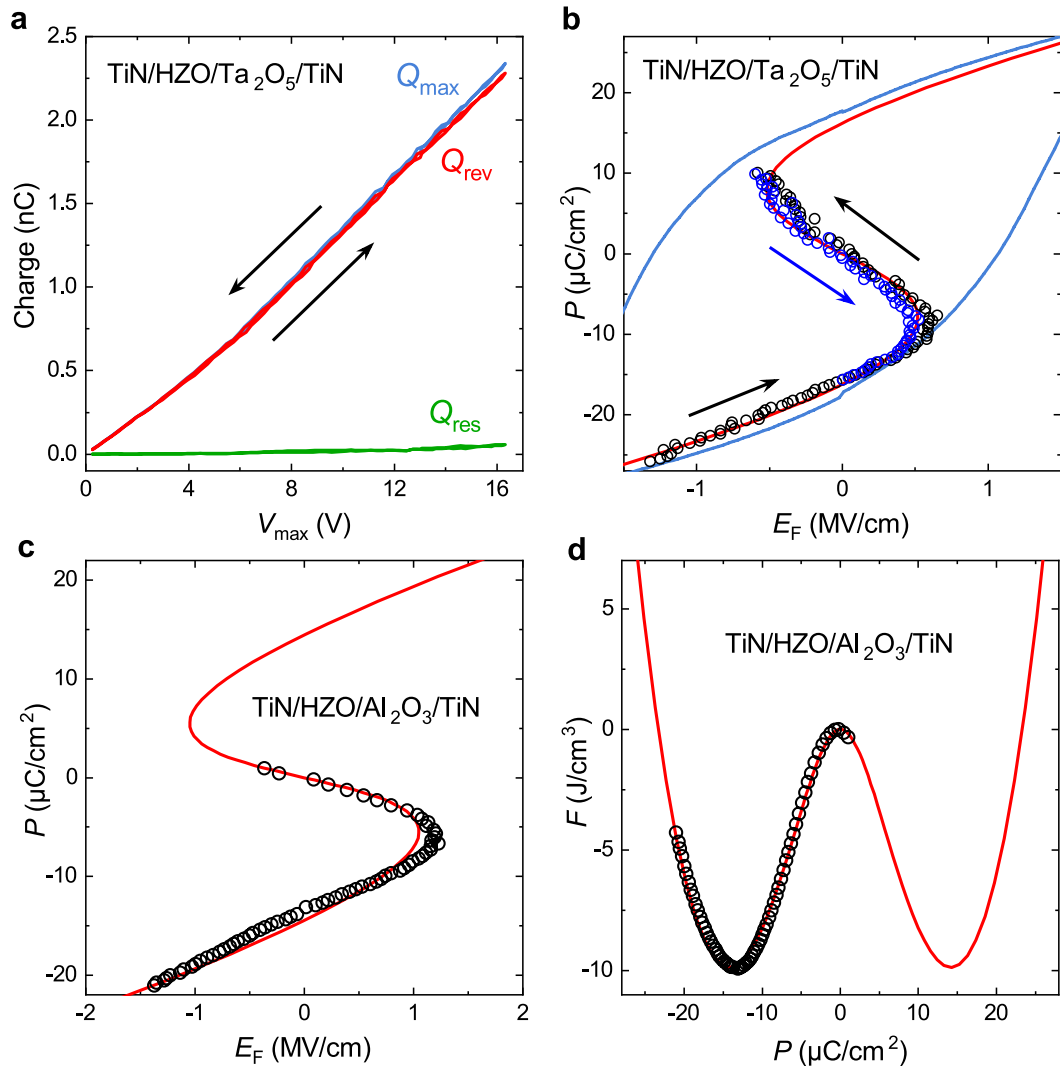 a
TiN/HZO/Ta₂O₅/TiN
Qmax
Qrev
Qres
Charge (nC)
2.5
2.0
1.5
1.0
0.5
0.0
0 4 8 12 16
Vmax (V)
b
TiN/HZO/Ta₂O₅/TiN
P (µC/cm²)
20
10
0
-10
-20
-1 0 1
EF (MV/cm)
c
TiN/HZO/Al₂O₃/TiN
P (µC/cm²)
20
10
0
-10
-20
-2 -1 0 1 2
EF (MV/cm)
d
TiN/HZO/Al₂O₃/TiN
F (J/cm³)
5
0
-5
-10
-20 -10 0 10 20
P (µC/cm²)